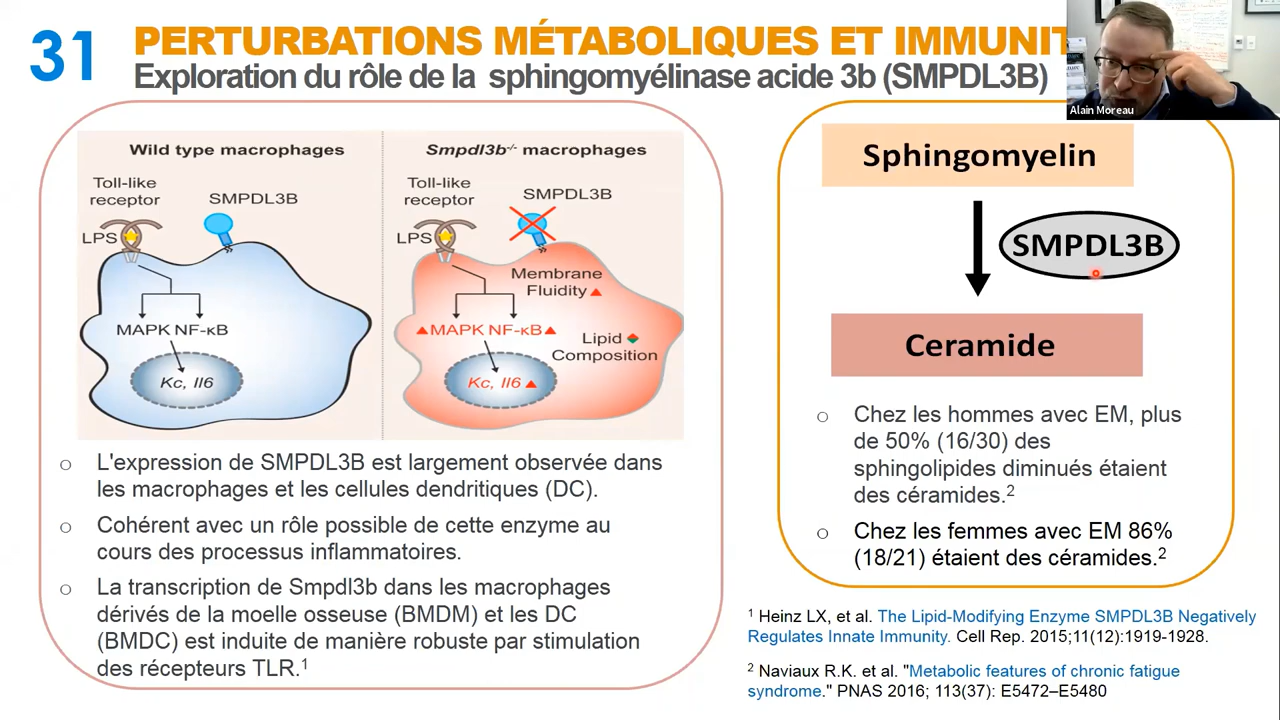 31
PERTURBATIONS MÉTABOLIQUES ET IMMUNIT
Exploration du rôle de la sphingomyélinase acide 3b (SMPDL3B)
Alain Moreau
Wild type macrophages
Toll-like
receptor
SMPDL3B
LPS
MAPK NF-κB
Kc, Il6
Smpdl3b-/- macrophages
Toll-like
receptor
SMPDL3B
LPS
Membrane
Fluidity
MAPK NF-κB
Lipid
Composition
Kc, Il6
o L'expression de SMPDL3B est largement observée dans
les macrophages et les cellules dendritiques (DC).
o Cohérent avec un rôle possible de cette enzyme au
cours des processus inflammatoires.
o La transcription de Smpdl3b dans les macrophages
dérivés de la moelle osseuse (BMDM) et les DC
(BMDC) est induite de manière robuste par stimulation
des récepteurs TLR.1
Sphingomyelin
SMPDL3B
Ceramide
o Chez les hommes avec EM, plus
de 50% (16/30) des
sphingolipides diminués étaient
des céramides.2
o Chez les femmes avec EM 86%
(18/21) étaient des céramides.2
1 Heinz LX, et al. The Lipid-Modifying Enzyme SMPDL3B Negatively
Regulates Innate Immunity. Cell Rep. 2015;11(12):1919-1928.
2 Naviaux R.K. et al. "Metabolic features of chronic fatigue
syndrome." PNAS 2016; 113(37): E5472–E5480